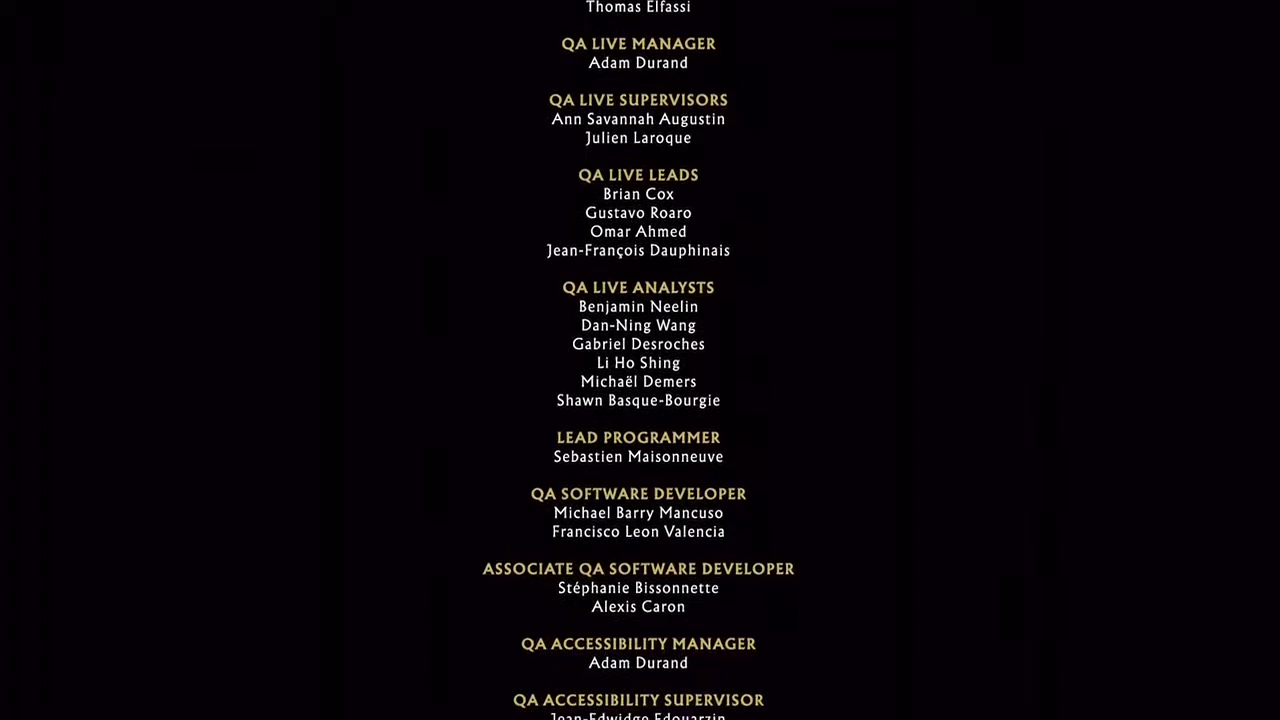 Thomas Elfassi
QA LIVE MANAGER
Adam Durand
QA LIVE SUPERVISORS
Ann Savannah Augustin
Julien Laroque
QA LIVE LEADS
Brian Cox
Gustavo Roaro
Omar Ahmed
Jean-François Dauphinais
QA LIVE ANALYSTS
Benjamin Neelin
Dan-Ning Wang
Gabriel Desroches
Li Ho Shing
Michaël Demers
Shawn Basque-Bourgie
LEAD PROGRAMMER
Sebastien Maisonneuve
QA SOFTWARE DEVELOPER
Michael Barry Mancuso
Francisco Leon Valencia
ASSOCIATE QA SOFTWARE DEVELOPER
Stéphanie Bissonnette
Alexis Caron
QA ACCESSIBILITY MANAGER
Adam Durand
QA ACCESSIBILITY SUPERVISOR
Jean-Edwidge Edouarzin